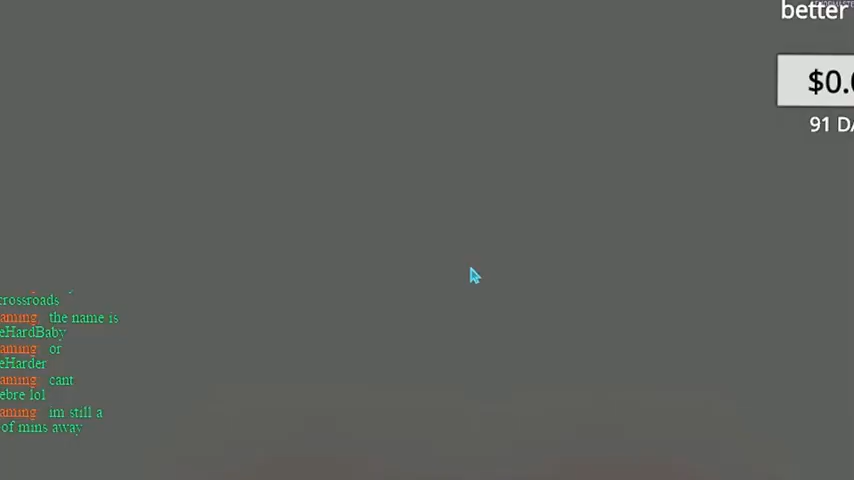 better
$0.
91 DA
crossroads
aming the name is
eHardBaby
aming or
eHarder
aming cant
ebre lol
aming im still a
of mins away